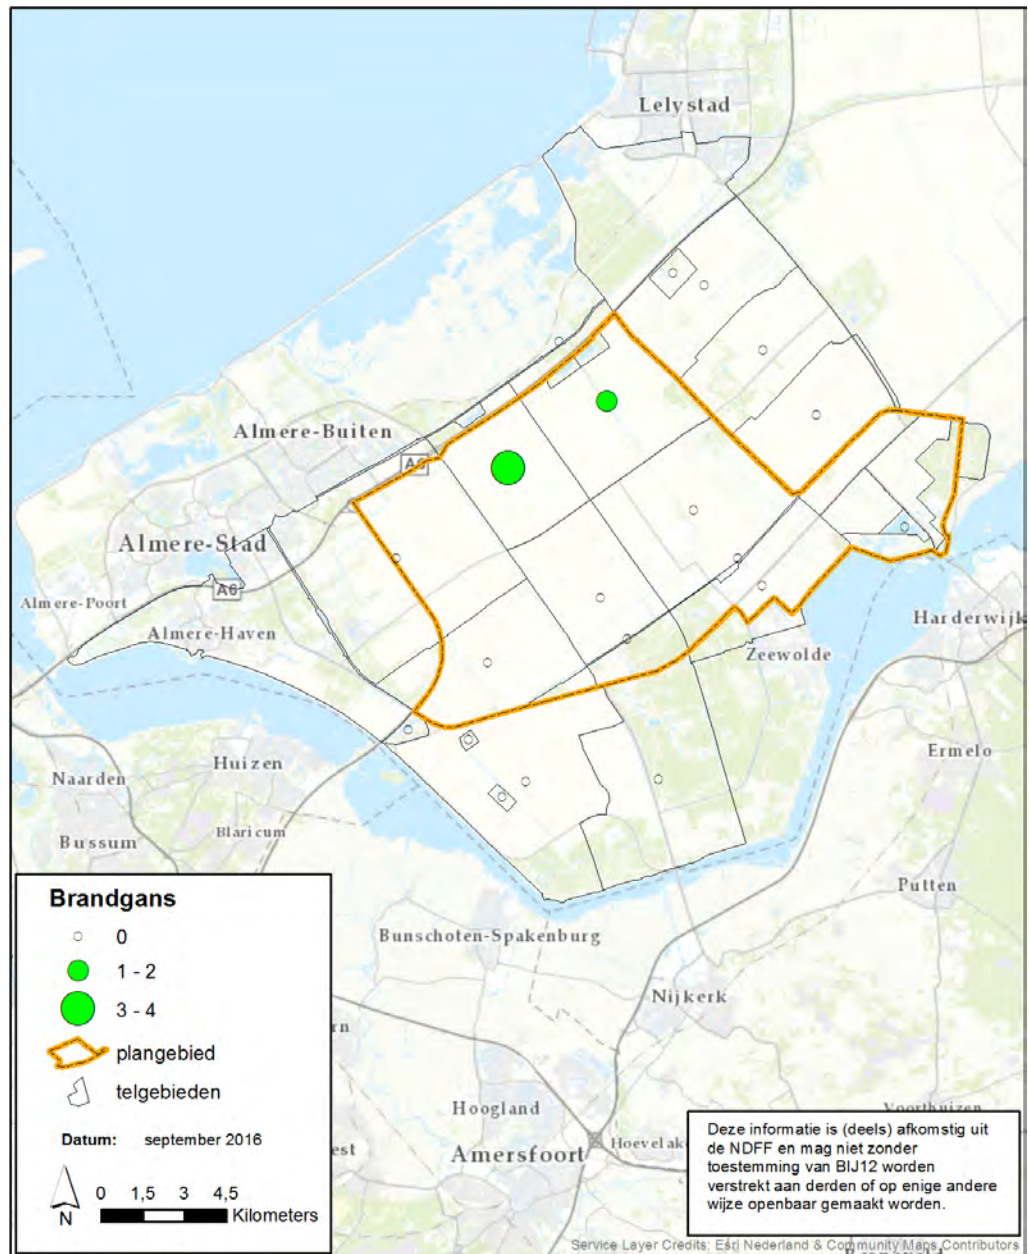 Lelystad
Almere-Buiten
A6
Almere-Stad
A6
Almere-Poort
Almere-Haven
Harderwijk
Zeewolde
Naarden
Huizen
Ermelo
Bussum
Blaricum
Putten
Bunschoten-Spakenburg
Nijkerk
Hoogland
Voorthuizen
Amersfoort
Hoevelak
rn
est
Brandgans
0
1 - 2
3 - 4
plangebied
telgebieden
Datum: september 2016
N
0 1,5 3 4,5
Kilometers
Deze informatie is (deels) afkomstig uit
de NDFF en mag niet zonder
toestemming van BIJ12 worden
verstrekt aan derden of op enige andere
wijze openbaar gemaakt worden.
Service Layer Credits: Esri Nederland & Community Maps Contributors